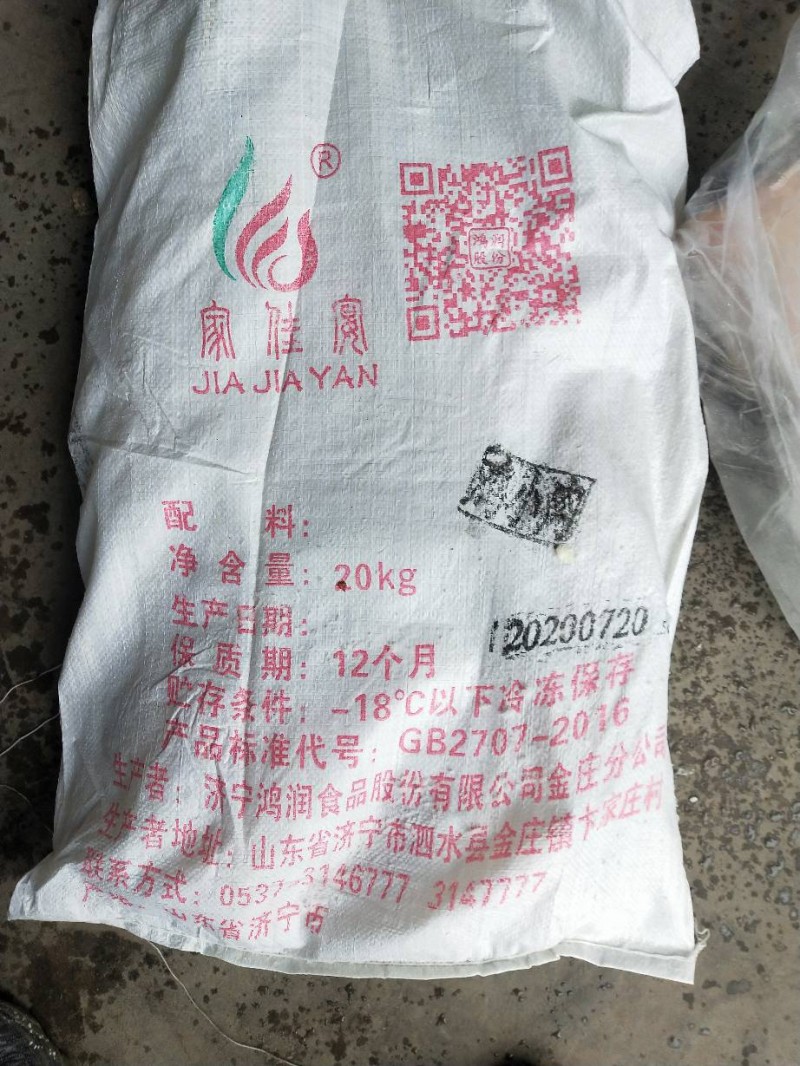 ®
鸿润
股份
家佳宴
JIA JIA YAN
配 料:
净含量: 20kg
生产日期:
20200720
保质期: 12个月
贮存条件: -18℃以下冷冻保存
产品标准代号: GB2707-2016
生产者: 济宁鸿润食品股份有限公司金庄分公司
生产者地址: 山东省济宁市泗水县金庄镇卞家庄村
联系方式: 0537-3146777 3147777
山东省济宁市